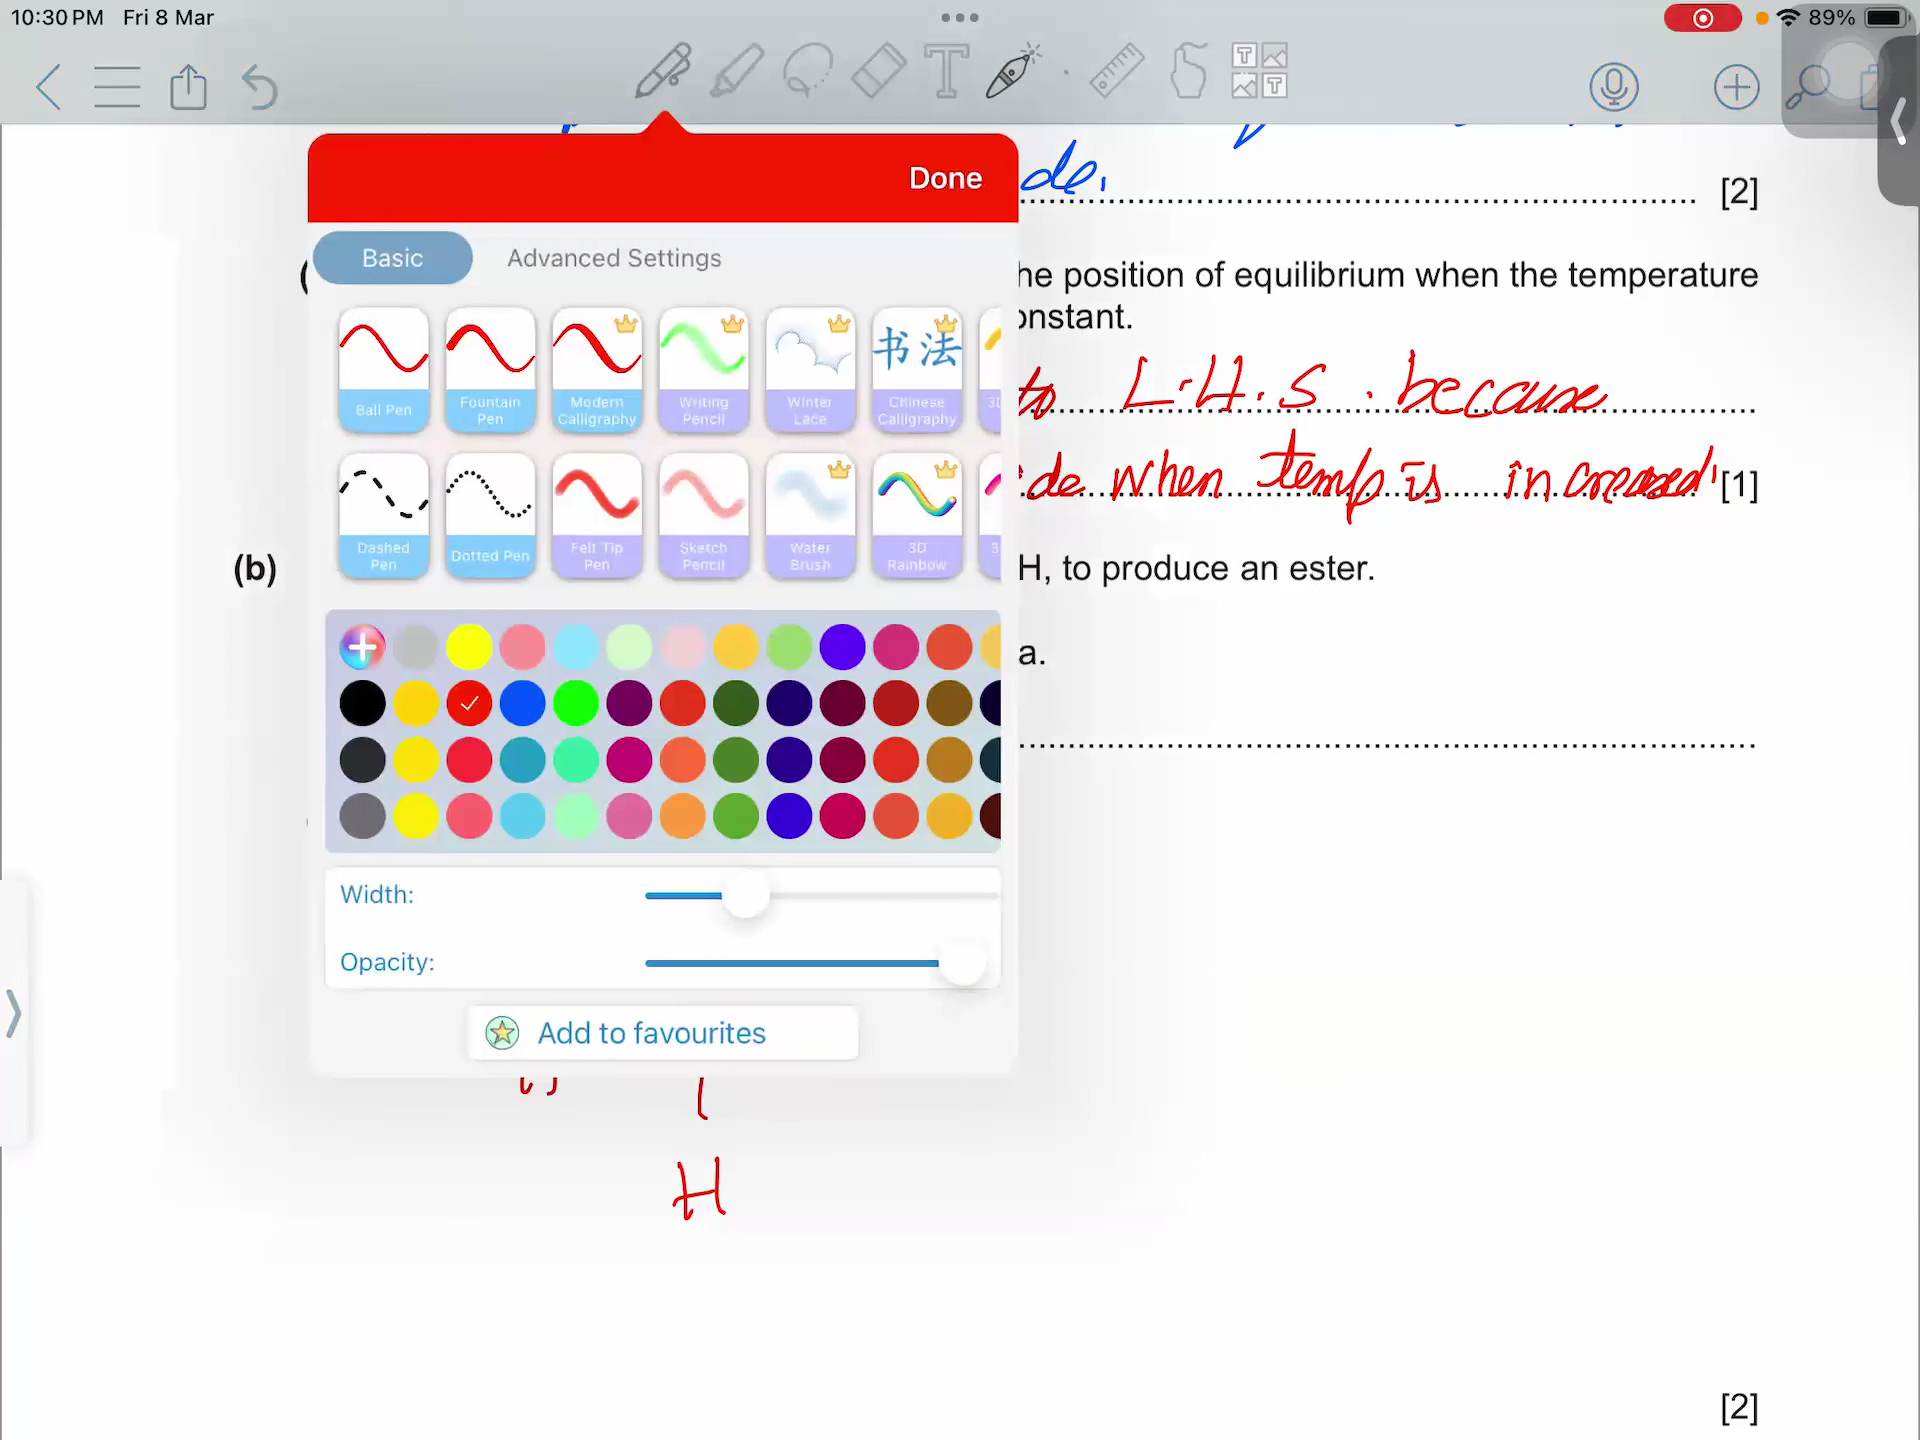 10:30 PM Fri 8 Mar
89%
T
T
T
Done
de.
[2]
Basic
Advanced Settings
(
he position of equilibrium when the temperature
onstant.
Ball Pen
Fountain Pen
Modern Calligraphy
Writing Pencil
Winter Lace
书法
Chinese Calligraphy
3D
to L.H.S. because
de when temp is increased.
[1]
Dashed Pen
Dotted Pen
Felt Tip Pen
Sketch Pencil
Water Brush
3D Rainbow
3
(b)
H, to produce an ester.
a.
Width:
Opacity:
Add to favourites
H
[2]